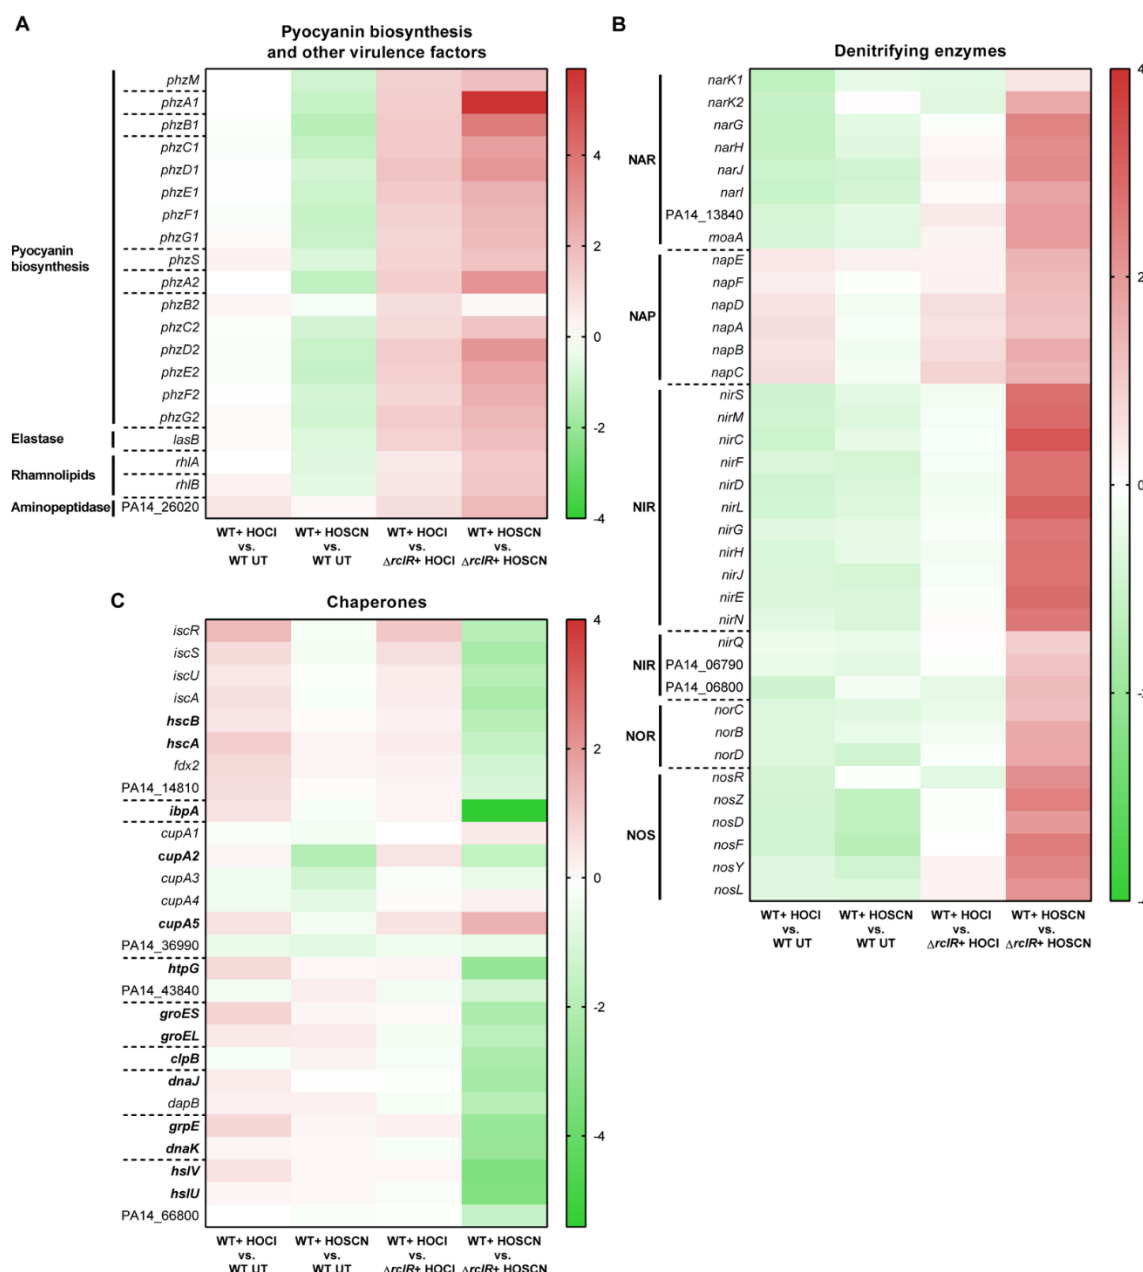 A
Pyocyanin biosynthesis
and other virulence factors
phzM
phzA1
phzB1
phzC1
phzD1
phzE1
phzF1
phzG1
phzS
phzA2
phzB2
phzC2
phzD2
phzE2
phzF2
phzG2
lasB
rhlA
rhlB
PA14_26020
Pyocyanin
biosynthesis
Elastase
Rhamnolipids
Aminopeptidase
4
2
0
-2
-4
WT+ HOCl
vs.
WT UT
WT+ HOSCN
vs.
WT UT
WT+ HOCl
vs.
ΔrclR+ HOCl
WT+ HOSCN
vs.
ΔrclR+ HOSCN
B
Denitrifying enzymes
NAR
NAP
NIR
NIR
NOR
NOS
narK1
narK2
narG
narH
narJ
narI
PA14_13840
moaA
napE
napF
napD
napA
napB
napC
nirS
nirM
nirC
nirF
nirD
nirL
nirG
nirH
nirJ
nirE
nirN
nirQ
PA14_06790
PA14_06800
norC
norB
norD
nosR
nosZ
nosD
nosF
nosY
nosL
4
2
0
WT+ HOCl
vs.
WT UT
WT+ HOSCN
vs.
WT UT
WT+ HOCl
vs.
ΔrclR+ HOCl
WT+ HOSCN
vs.
ΔrclR+ HOSCN
C
Chaperones
iscR
iscS
iscU
iscA
hscB
hscA
fdx2
PA14_14810
ibpA
cupA1
cupA2
cupA3
cupA4
cupA5
PA14_36990
htpG
PA14_43840
groES
groEL
clpB
dnaJ
dapB
grpE
dnaK
hslV
hslU
PA14_66800
4
2
0
-2
-4
WT+ HOCl
vs.
WT UT
WT+ HOSCN
vs.
WT UT
WT+ HOCl
vs.
ΔrclR+ HOCl
WT+ HOSCN
vs.
ΔrclR+ HOSCN